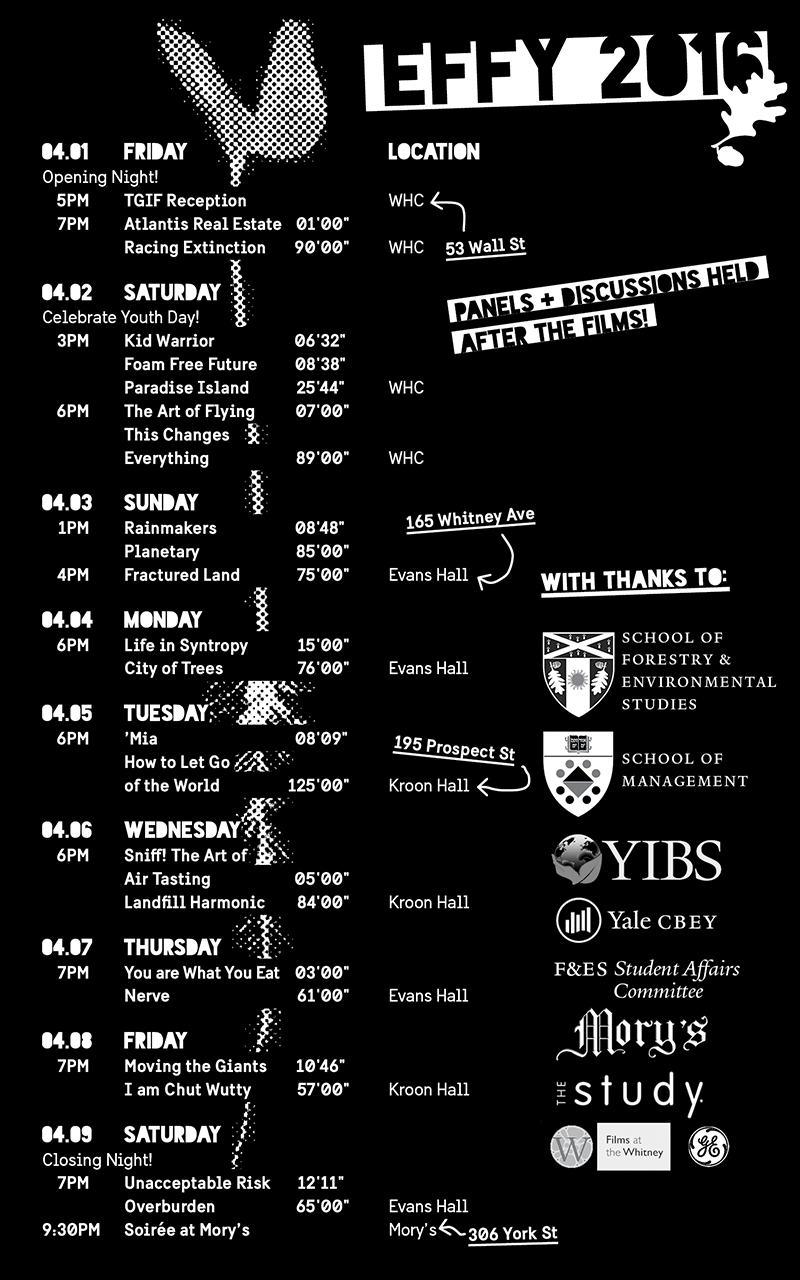 EFFY 2016
04.01 FRIDAY LOCATION
Opening Night!
5PM TGIF Reception WHC
7PM Atlantis Real Estate 01'00"
Racing Extinction 90'00" WHC 53 Wall St
PANELS + DISCUSSIONS HELD
AFTER THE FILMS!
04.02 SATURDAY
Celebrate Youth Day!
3PM Kid Warrior 06'32"
Foam Free Future 08'38"
Paradise Island 25'44" WHC
6PM The Art of Flying 07'00"
This Changes
Everything 89'00" WHC
04.03 SUNDAY
165 Whitney Ave
1PM Rainmakers 08'48"
Planetary 85'00"
4PM Fractured Land 75'00" Evans Hall
04.04 MONDAY
6PM Life in Syntropy 15'00"
City of Trees 76'00" Evans Hall
04.05 TUESDAY
6PM 'Mia 08'09"
195 Prospect St
How to Let Go
of the World 125'00" Kroon Hall
04.06 WEDNESDAY
6PM Sniff! The Art of
Air Tasting 05'00"
Landfill Harmonic 84'00" Kroon Hall
04.07 THURSDAY
7PM You are What You Eat 03'00"
Nerve 61'00" Evans Hall
04.08 FRIDAY
7PM Moving the Giants 10'46"
I am Chut Wutty 57'00" Kroon Hall
04.09 SATURDAY
Closing Night!
7PM Unacceptable Risk 12'11"
Overburden 65'00" Evans Hall
9:30PM Soirée at Mory's Mory's 306 York St
WITH THANKS TO:
SCHOOL OF
FORESTRY &
ENVIRONMENTAL
STUDIES
SCHOOL OF
MANAGEMENT
YIBS
Yale CBEY
F&ES Student Affairs
Committee
Mory's
THE study
W Films at
the Whitney
GE